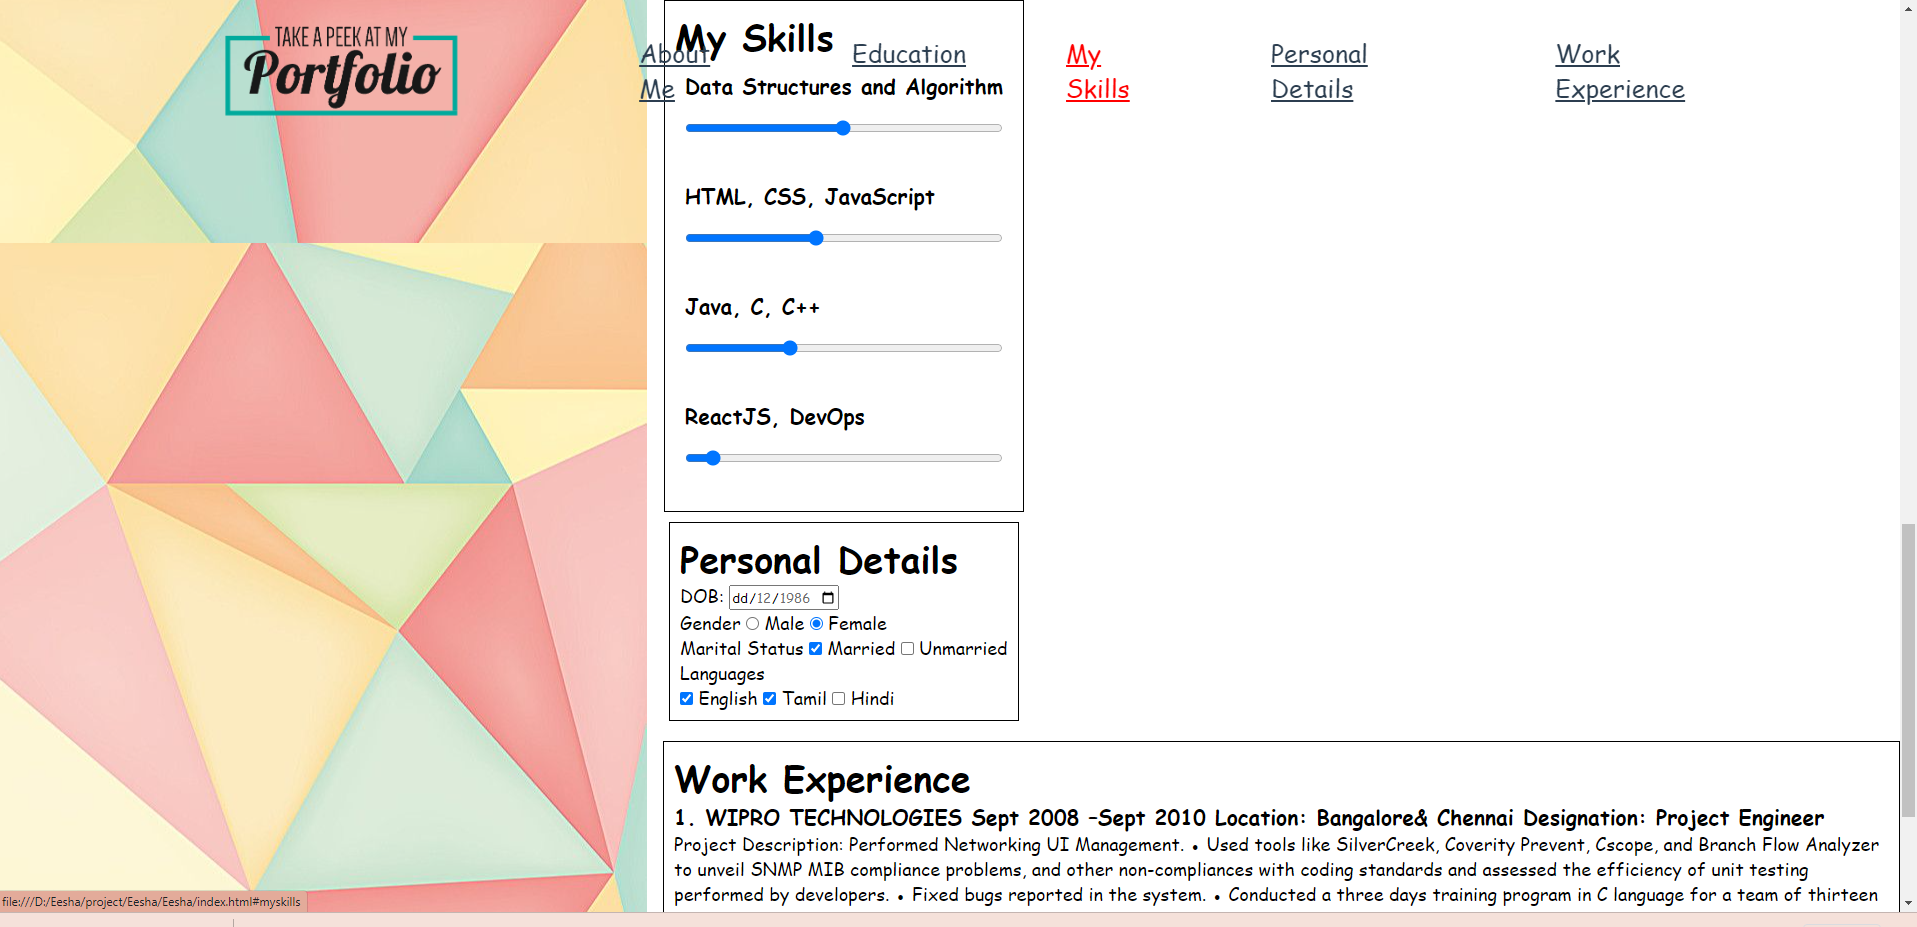 TAKE A PEEK AT MY
Portfolio
About
Me
Education
My
Skills
Personal
Details
Work
Experience
My Skills
Data Structures and Algorithm
HTML, CSS, JavaScript
Java, C, C++
ReactJS, DevOps
Personal Details
DOB: dd/12/1986
Gender Male Female
Marital Status Married Unmarried
Languages
English Tamil Hindi
Work Experience
1. WIPRO TECHNOLOGIES Sept 2008 –Sept 2010 Location: Bangalore& Chennai Designation: Project Engineer
Project Description: Performed Networking UI Management. • Used tools like SilverCreek, Coverity Prevent, Cscope, and Branch Flow Analyzer
to unveil SNMP MIB compliance problems, and other non-compliances with coding standards and assessed the efficiency of unit testing
performed by developers. • Fixed bugs reported in the system. • Conducted a three days training program in C language for a team of thirteen
file:///D:/Eesha/project/Eesha/Eesha/index.html#myskills